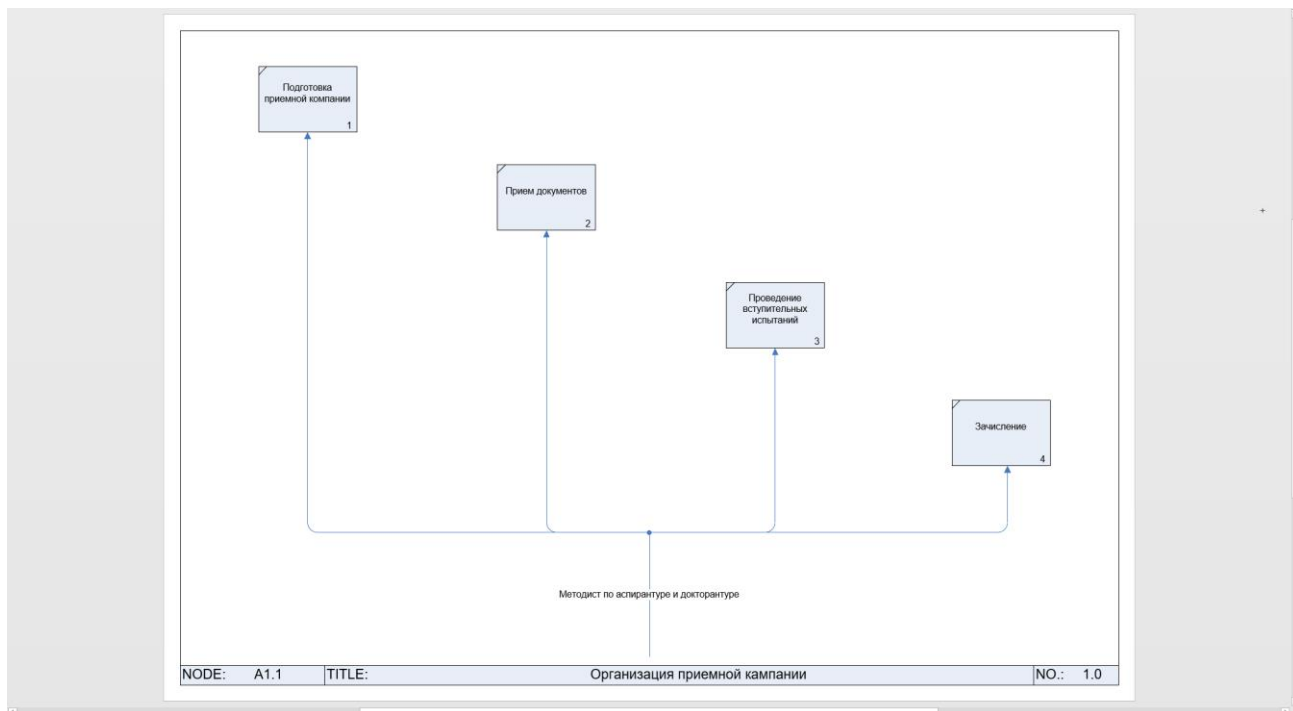 Подготовка
приемной компании
1
Прием документов
2
Проведение
вступительных
испытаний
3
Зачисление
4
Методист по аспирантуре и докторантуре
NODE: A1.1 TITLE: Организация приемной кампании NO.: 1.0